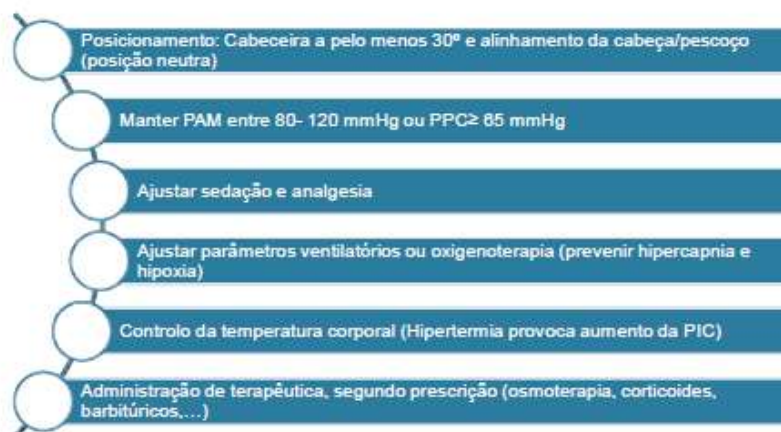 Posicionamento: Cabeceira a pelo menos 30º e alinhamento da cabeça/pescoço
(posição neutra)
Manter PAM entre 80- 120 mmHg ou PPC≥ 65 mmHg
Ajustar sedação e analgesia
Ajustar parâmetros ventilatórios ou oxigenoterapia (prevenir hipercapnia e
hipoxia)
Controlo da temperatura corporal (Hipertermia provoca aumento da PIC)
Administração de terapêutica, segundo prescrição (osmoterapia, corticoides,
barbitúricos,…)